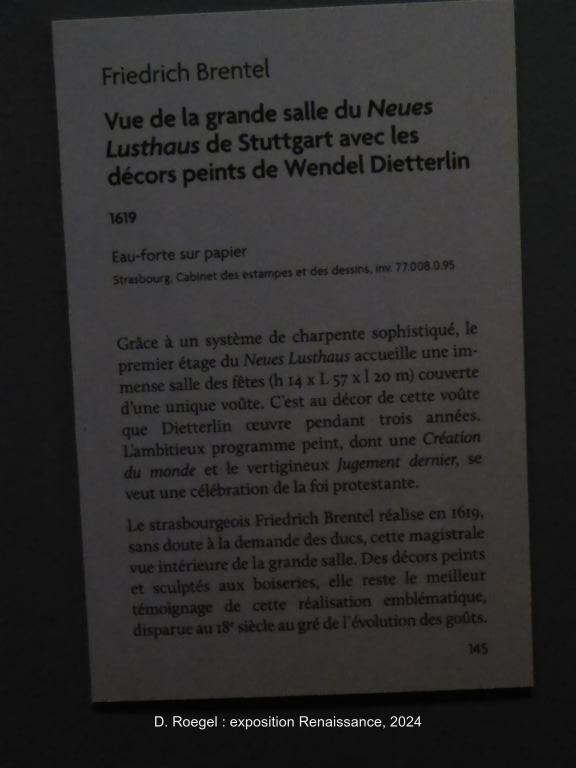 Friedrich Brentel
Vue de la grande salle du Neues
Lusthaus de Stuttgart avec les
décors peints de Wendel Dietterlin
1619
Eau-forte sur papier
Strasbourg, Cabinet des estampes et des dessins, inv. 77.008.0.95
Grâce à un système de charpente sophistiqué, le
premier étage du Neues Lusthaus accueille une im-
mense salle des fêtes (h 14 x L 57 x l 20 m) couverte
d'une unique voûte. C'est au décor de cette voûte
que Dietterlin œuvre pendant trois années.
L'ambitieux programme peint, dont une Création
du monde et le vertigineux Jugement dernier, se
veut une célébration de la foi protestante.
Le strasbourgeois Friedrich Brentel réalise en 1619,
sans doute à la demande des ducs, cette magistrale
vue intérieure de la grande salle. Des décors peints
et sculptés aux boiseries, elle reste le meilleur
témoignage de cette réalisation emblématique,
disparue au 18e siècle au gré de l'évolution des goûts.
145
D. Roegel : exposition Renaissance, 2024